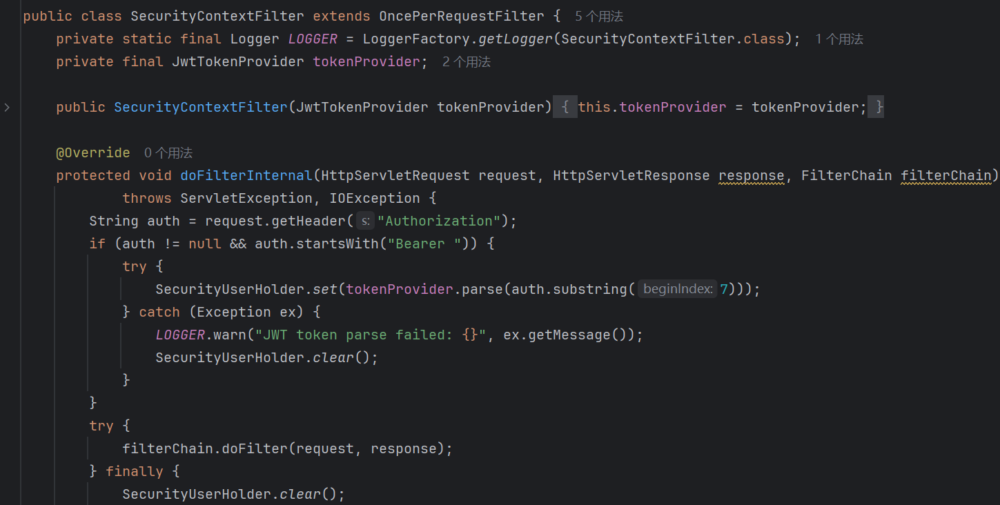 public class SecurityContextFilter extends OncePerRequestFilter {  5 个用法
    private static final Logger LOGGER = LoggerFactory.getLogger(SecurityContextFilter.class);  1 个用法
    private final JwtTokenProvider tokenProvider;  2 个用法
    public SecurityContextFilter(JwtTokenProvider tokenProvider) { this.tokenProvider = tokenProvider; }
    @Override  0 个用法
    protected void doFilterInternal(HttpServletRequest request, HttpServletResponse response, FilterChain filterChain)
            throws ServletException, IOException {
        String auth = request.getHeader( s: "Authorization");
        if (auth != null && auth.startsWith("Bearer ")) {
            try {
                SecurityUserHolder.set(tokenProvider.parse(auth.substring( beginIndex: 7)));
            } catch (Exception ex) {
                LOGGER.warn("JWT token parse failed: {}", ex.getMessage());
                SecurityUserHolder.clear();
            }
        }
        try {
            filterChain.doFilter(request, response);
        } finally {
            SecurityUserHolder.clear();